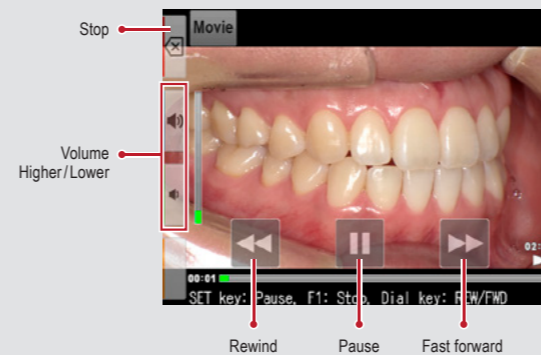 Stop
Movie
Volume
Higher/Lower
02:
00:01
SET key: Pause, F1: Stop, Dial key: REW/FWD
Rewind
Pause
Fast forward